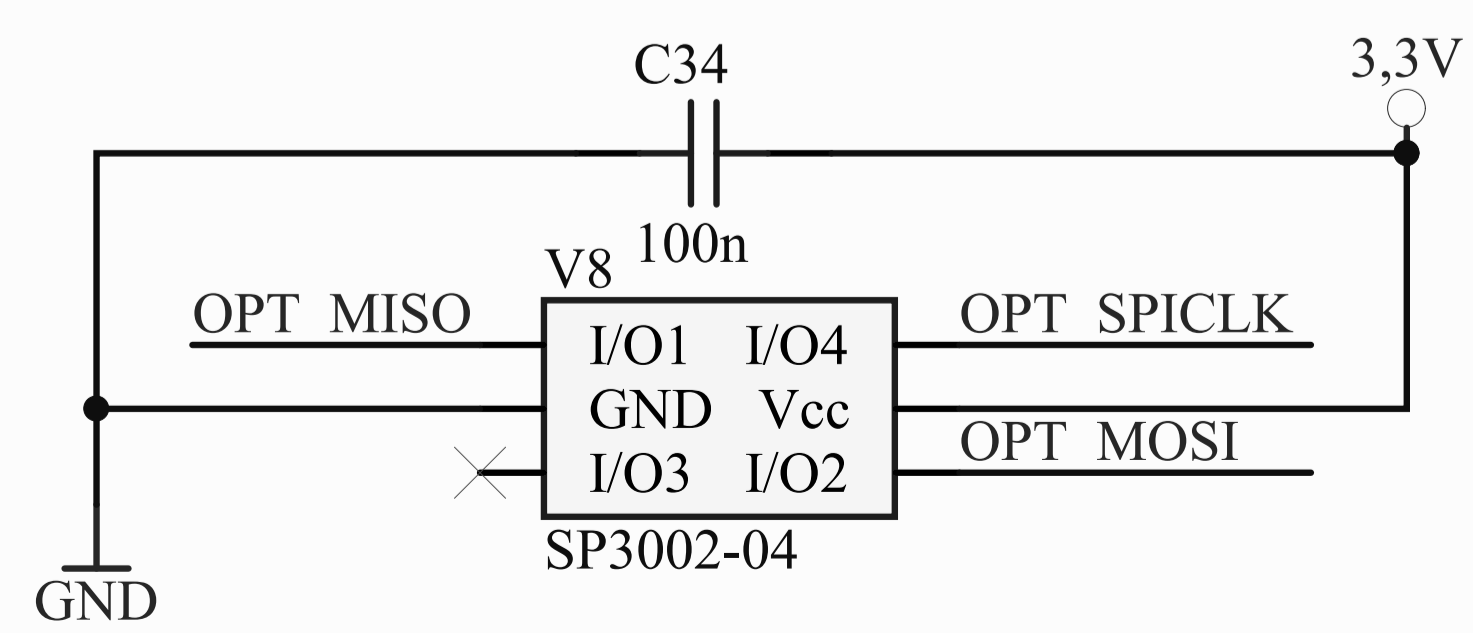 C34
3,3V
100n
V8
OPT MISO
I/O1 I/O4
OPT SPICLK
GND Vcc
I/O3 I/O2
OPT MOSI
SP3002-04
GND